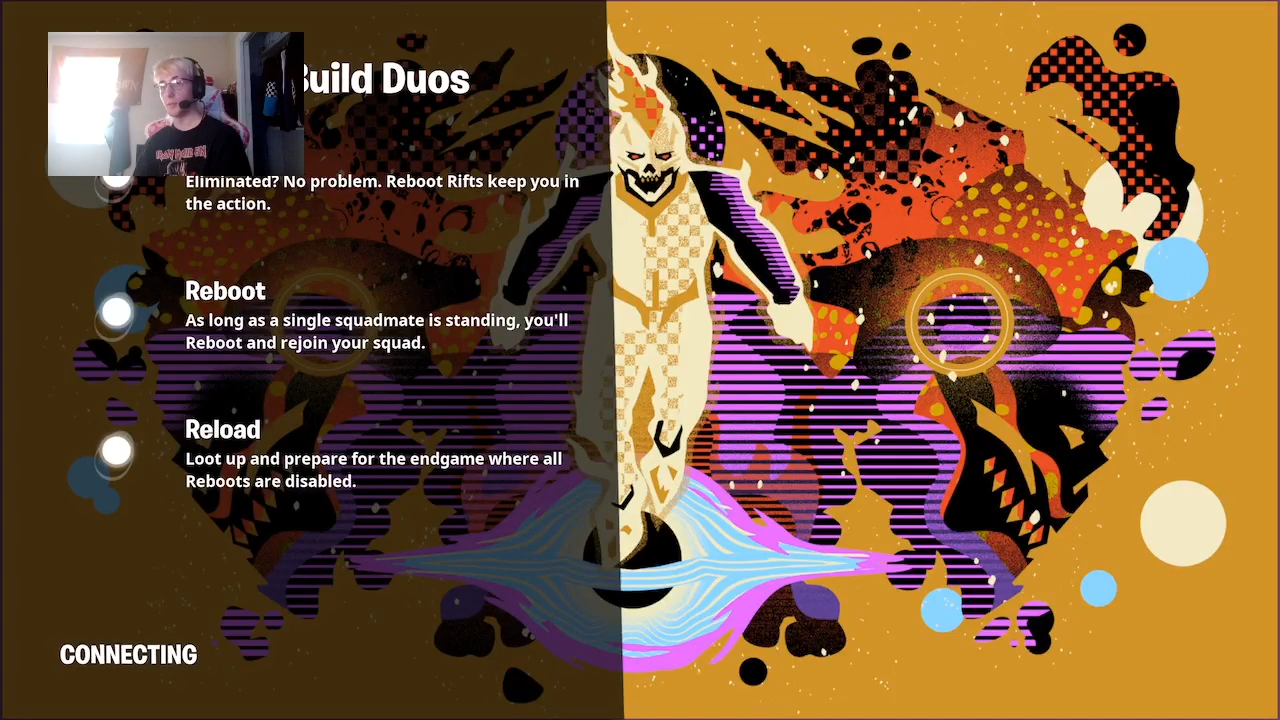 Build Duos
Eliminated? No problem. Reboot Rifts keep you in
the action.
Reboot
As long as a single squadmate is standing, you'll
Reboot and rejoin your squad.
Reload
Loot up and prepare for the endgame where all
Reboots are disabled.
CONNECTING
IRON MAIDEN